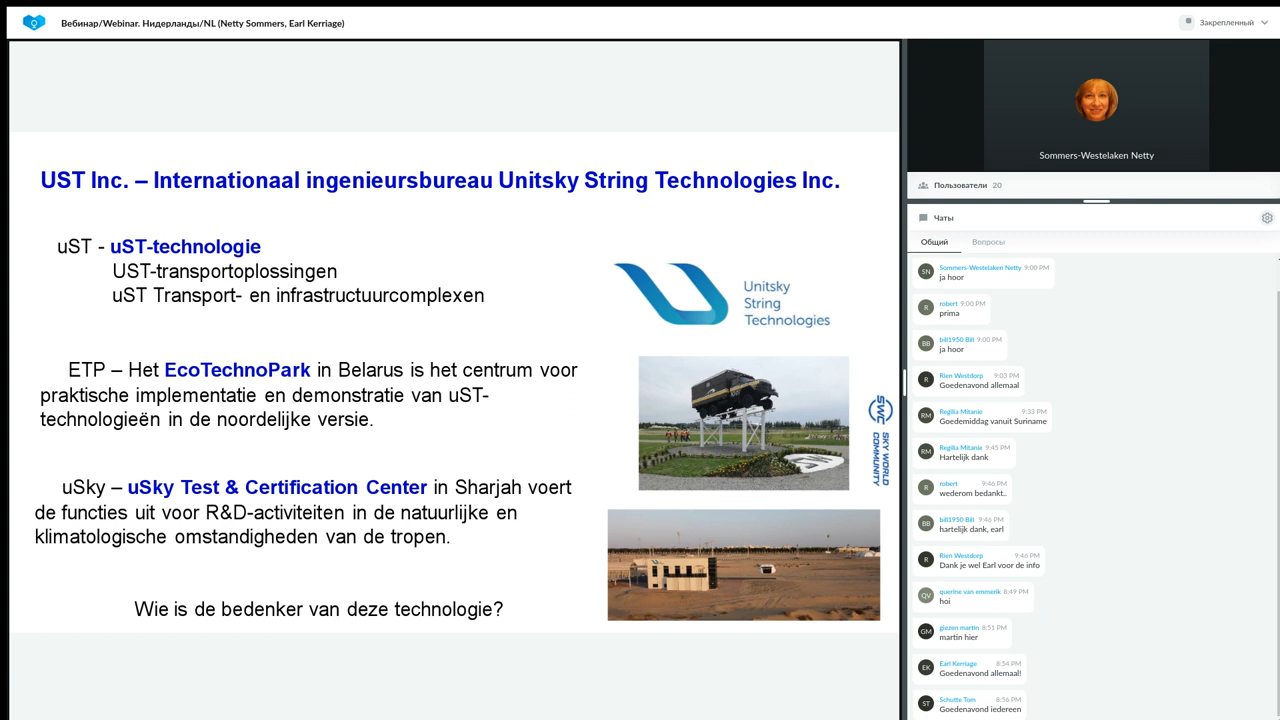 Вебинар/Webinar. Нидерланды/NL (Netty Sommers, Earl Kerriage)
Закрепленный
UST Inc. – Internationaal ingenieursbureau Unitsky String Technologies Inc.
uST - uST-technologie
UST-transportoplossingen
uST Transport- en infrastructuurcomplexen
Unitsky
String
Technologies
ETP – Het EcoTechnoPark in Belarus is het centrum voor
praktische implementatie en demonstratie van uST-
technologieën in de noordelijke versie.
SWC SKY WORLD
COMMUNITY
uSky – uSky Test & Certification Center in Sharjah voert
de functies uit voor R&D-activiteiten in de natuurlijke en
klimatologische omstandigheden van de tropen.
Wie is de bedenker van deze technologie?
Sommers-Westelaken Netty
Пользователи 20
Чаты
Общий Вопросы
SN Sommers-Westelaken Netty 9:00 PM
ja hoor
R robert 9:00 PM
prima
BB bill1950 Bill 9:00 PM
ja hoor
R Rien Westdorp 9:03 PM
Goedenavond allemaal
RM Regilia Mitanie 9:33 PM
Goedemiddag vanuit Suriname
RM Regilia Mitanie 9:45 PM
Hartelijk dank
R robert 9:46 PM
wederom bedankt..
BB bill1950 Bill 9:46 PM
hartelijk dank, earl
R Rien Westdorp 9:46 PM
Dank je wel Earl voor de info
QV querine van emmerik 8:49 PM
hoi
GM giezen martin 8:51 PM
martin hier
EK Earl Kerriage 8:54 PM
Goedenavond allemaal!
ST Schutte Tom 8:56 PM
Goedenavond iedereen